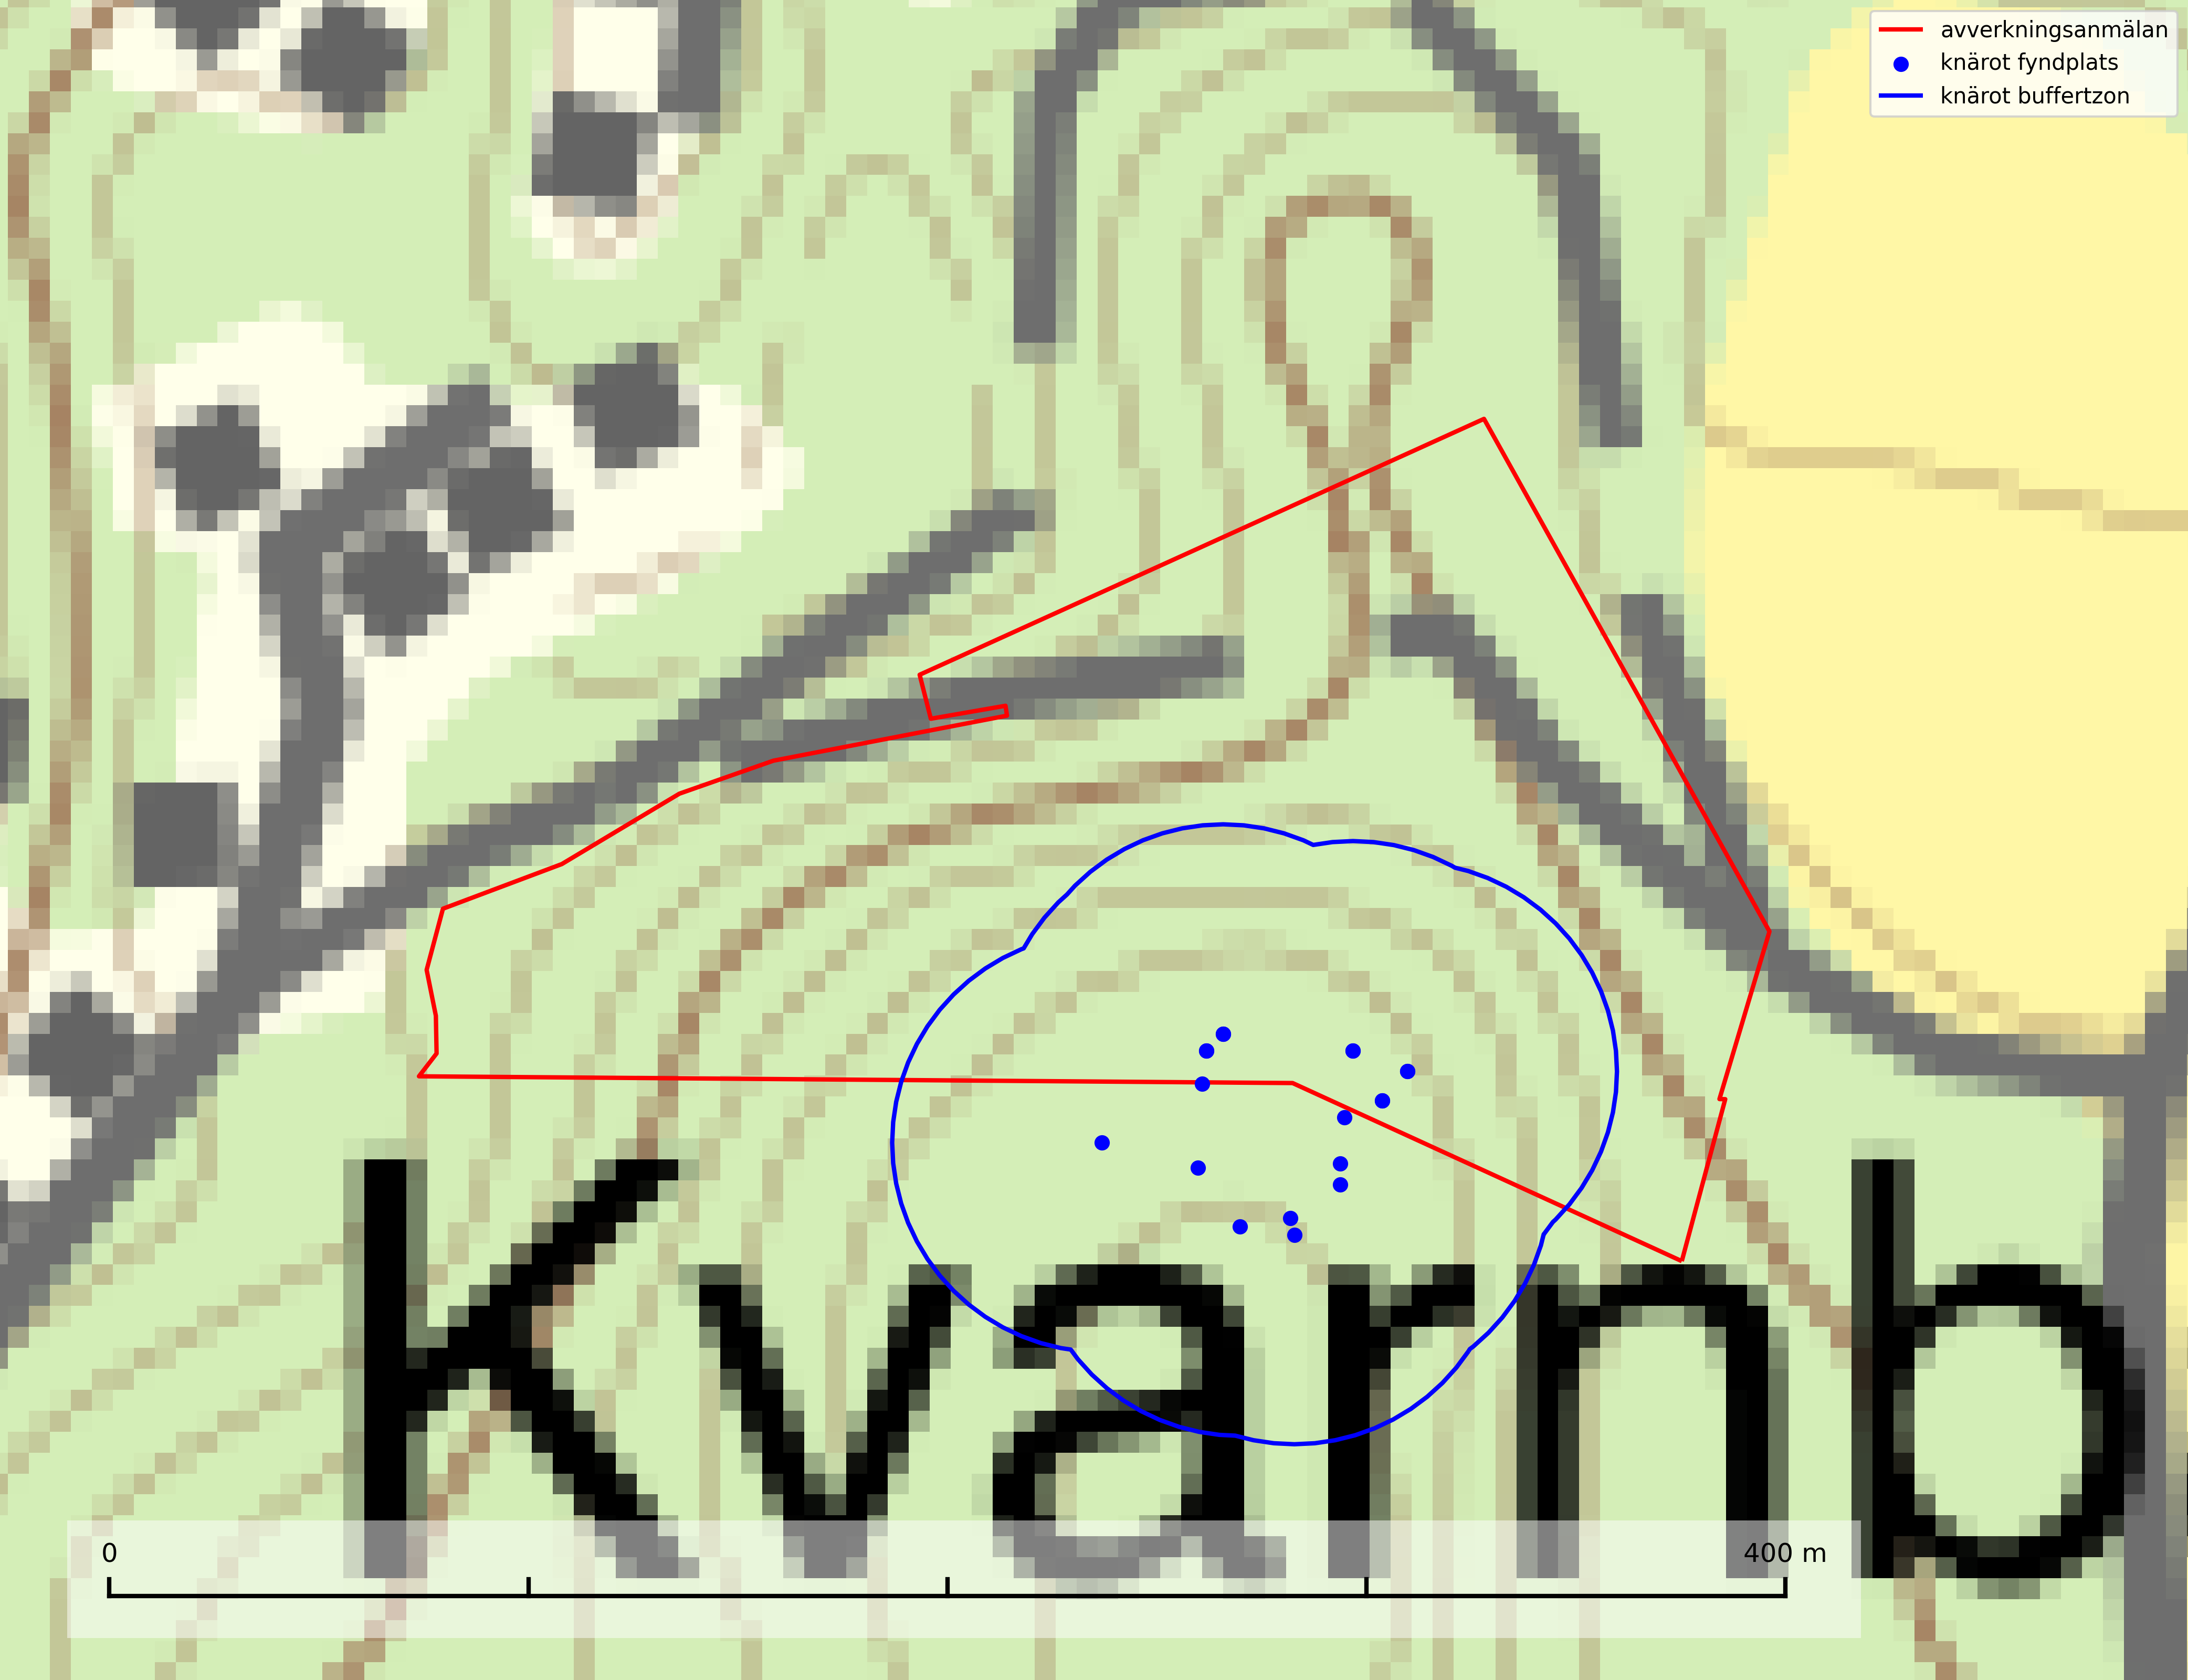 avverkningsanmälan
knärot fyndplats
knärot buffertzon
Kvarnb
0 400 m